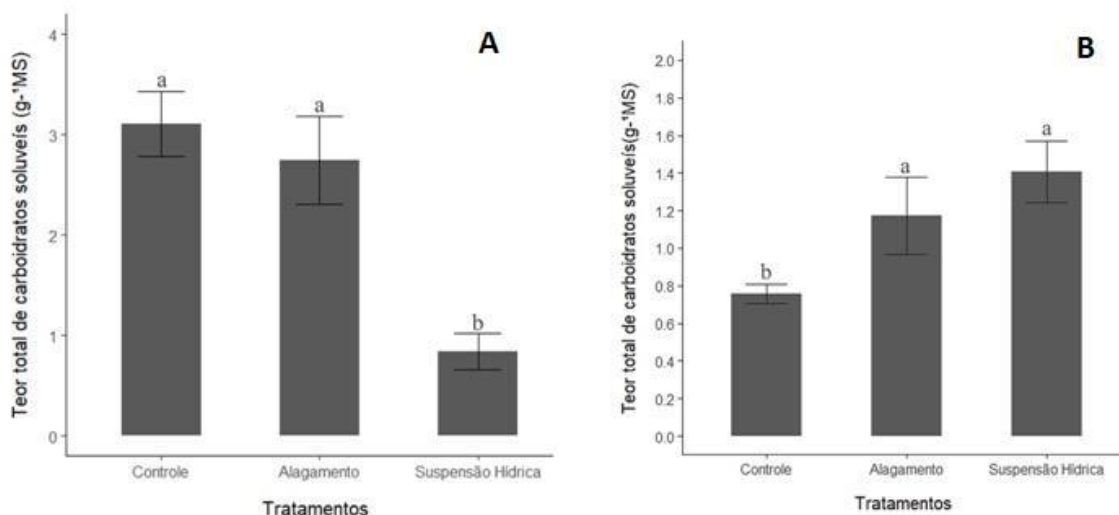 A
Teor total de carboidratos soluveís (g-¹MS)
4
3
2
1
0
a
a
b
Controle
Alagamento
Suspensão Hídrica
Tratamentos
B
Teor total de carboidratos soluveís(g-¹MS)
2.0
1.8
1.6
1.4
1.2
1.0
0.8
0.6
0.4
0.2
0.0
b
a
a
Controle
Alagamento
Suspensão Hídrica
Tratamentos